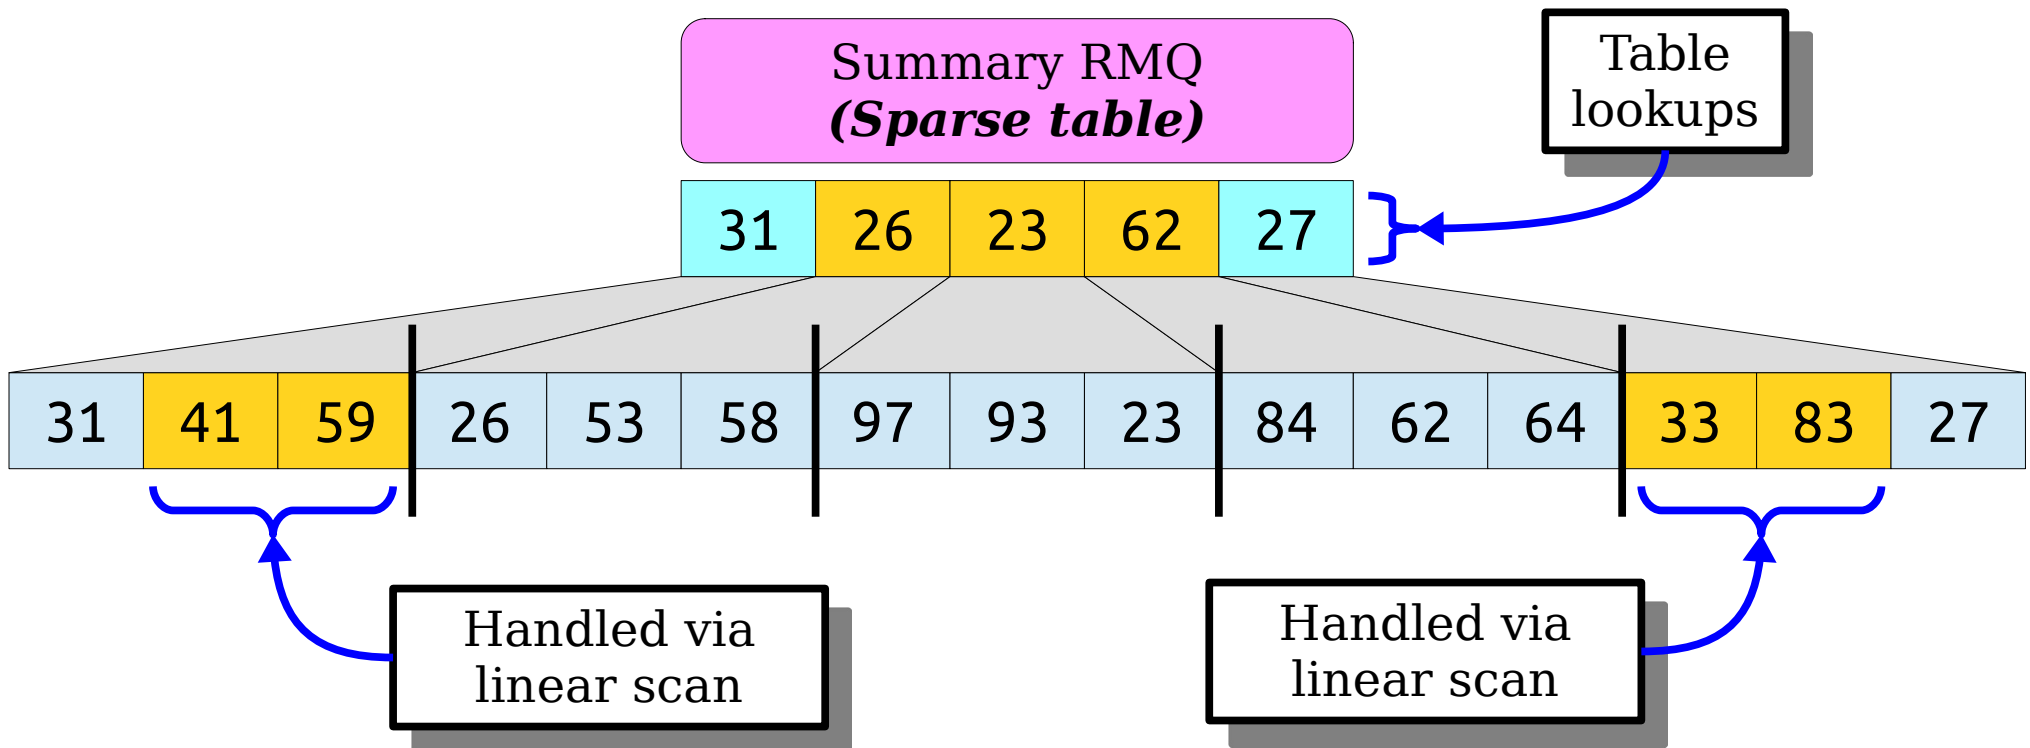 Summary RMQ
(Sparse table)
Table
lookups
31 26 23 62 27
31 41 59 26 53 58 97 93 23 84 62 64 33 83 27
Handled via
linear scan
Handled via
linear scan